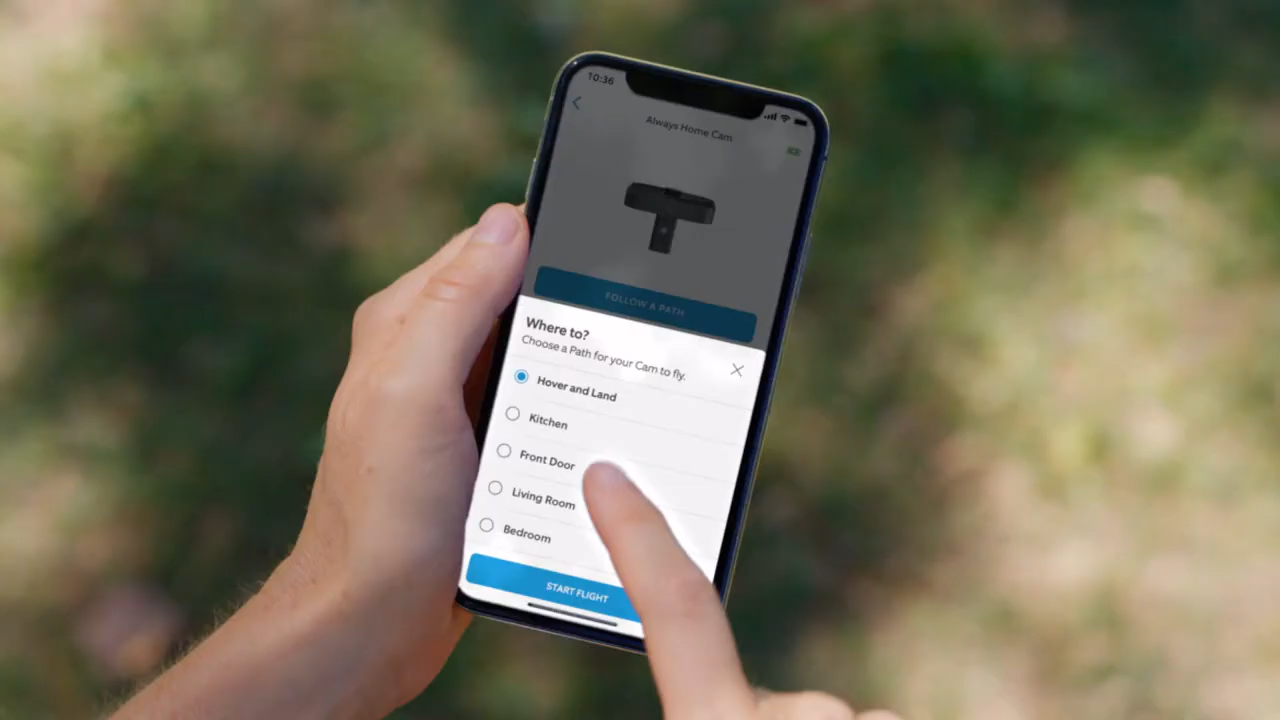 10:36
Always Home Cam
FOLLOW A PATH
Where to?
Choose a Path for your Cam to fly.
Hover and Land
Kitchen
Front Door
Living Room
Bedroom
START FLIGHT